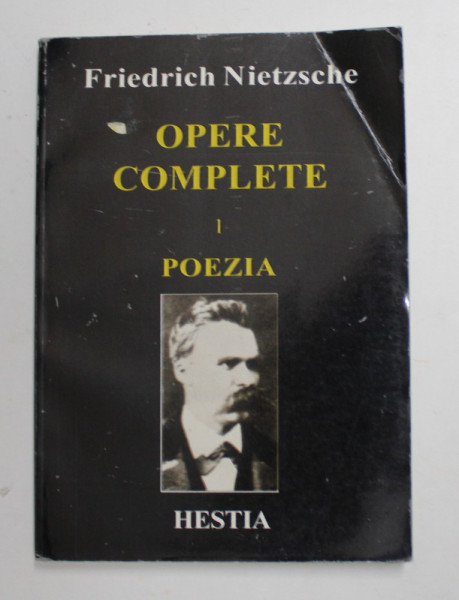 Friedrich Nietzsche
OPERE
COMPLETE
1
POEZIA
HESTIA